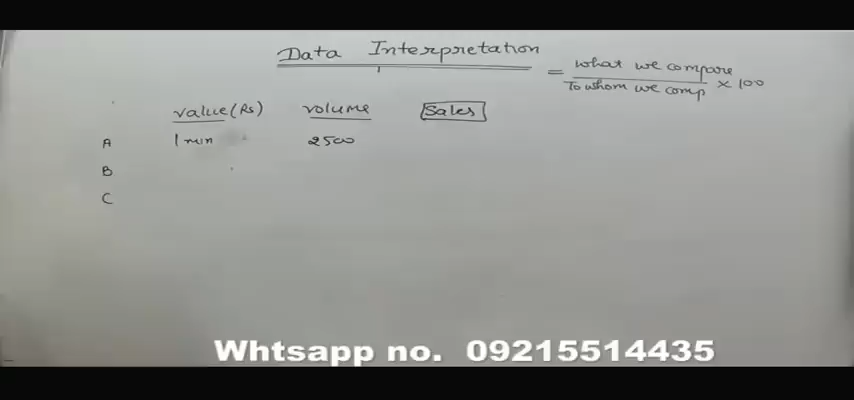 Data Interpretation
= what we compare
To whom we comp × 100
value (Rs) volume Sales
A 1 min 2500
B
C
Whtsapp no. 09215514435